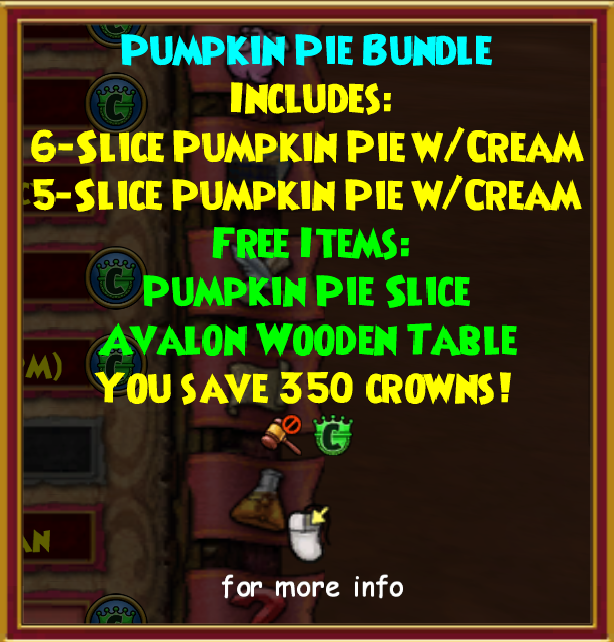 Pumpkin Pie Bundle
Includes:
6-Slice Pumpkin Pie w/Cream
5-Slice Pumpkin Pie w/Cream
Free Items:
Pumpkin Pie Slice
Avalon Wooden Table
You save 350 crowns!
M)
AN
for more info